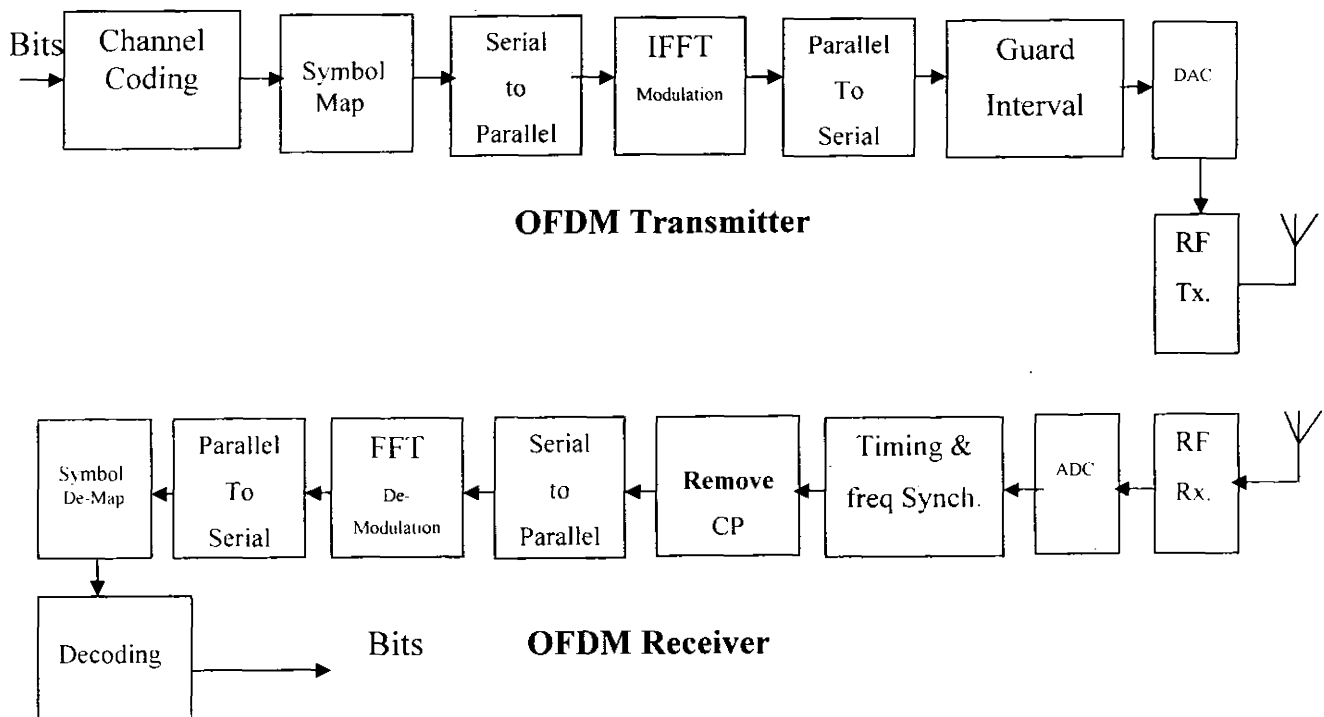 Bits
Channel
Coding
Symbol
Map
Serial
to
Parallel
IFFT
Modulation
Parallel
To
Serial
Guard
Interval
DAC
OFDM Transmitter
RF
Tx.
Symbol
De-Map
Parallel
To
Serial
FFT
De-
Modulation
Serial
to
Parallel
Remove
CP
Timing &
freq Synch.
ADC
RF
Rx.
Decoding
Bits
OFDM Receiver